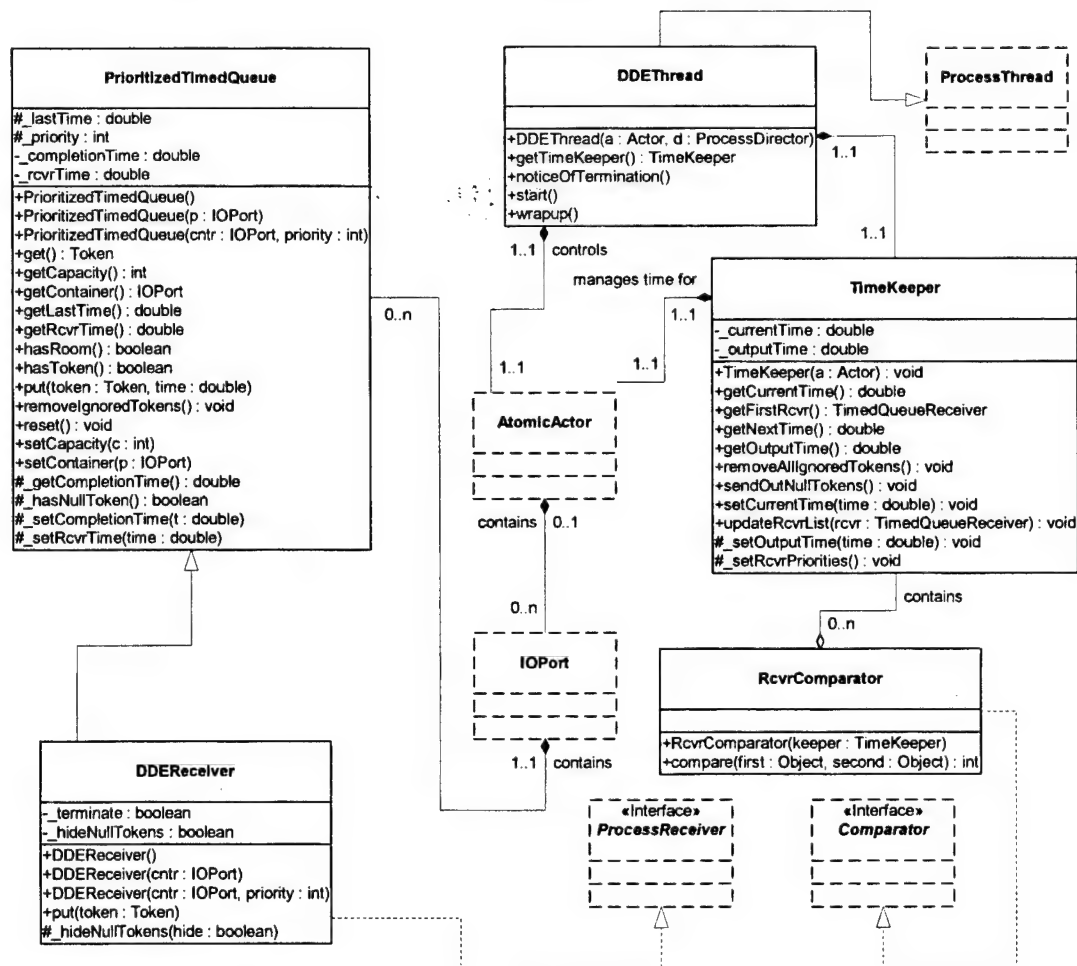 PrioritizedTimedQueue
#_lastTime : double
#_priority : int
-_completionTime : double
-_rcvrTime : double
+PrioritizedTimedQueue()
+PrioritizedTimedQueue(p : IOPort)
+PrioritizedTimedQueue(cntr : IOPort, priority : int)
+get() : Token
+getCapacity() : int
+getContainer() : IOPort
+getLastTime() : double
+getRcvrTime() : double
+hasRoom() : boolean
+hasToken() : boolean
+put(token : Token, time : double)
+removeIgnoredTokens() : void
+reset() : void
+setCapacity(c : int)
+setContainer(p : IOPort)
#_getCompletionTime() : double
#_hasNullToken() : boolean
#_setCompletionTime(t : double)
#_setRcvrTime(time : double)
DDEThread
+DDEThread(a : Actor, d : ProcessDirector)
+getTimeKeeper() : TimeKeeper
+noticeOfTermination()
+start()
+wrapup()
ProcessThread
1..1
1..1
1..1
controls
manages time for
0..n
1..1
1..1
1..1
TimeKeeper
-_currentTime : double
-_outputTime : double
+TimeKeeper(a : Actor) : void
+getCurrentTime() : double
+getFirstRcvr() : TimedQueueReceiver
+getNextTime() : double
+getOutputTime() : double
+removeAllIgnoredTokens() : void
+sendOutNullTokens() : void
+setCurrentTime(time : double) : void
+updateRcvrList(rcvr : TimedQueueReceiver) : void
#_setOutputTime(time : double) : void
#_setRcvrPriorities() : void
AtomicActor
contains
0..1
0..n
contains
0..n
IOPort
1..1
contains
RcvrComparator
+RcvrComparator(keeper : TimeKeeper)
+compare(first : Object, second : Object) : int
DDEReceiver
-_terminate : boolean
-_hideNullTokens : boolean
+DDEReceiver()
+DDEReceiver(cntr : IOPort)
+DDEReceiver(cntr : IOPort, priority : int)
+put(token : Token)
#_hideNullTokens(hide : boolean)
«Interface»
ProcessReceiver
«Interface»
Comparator